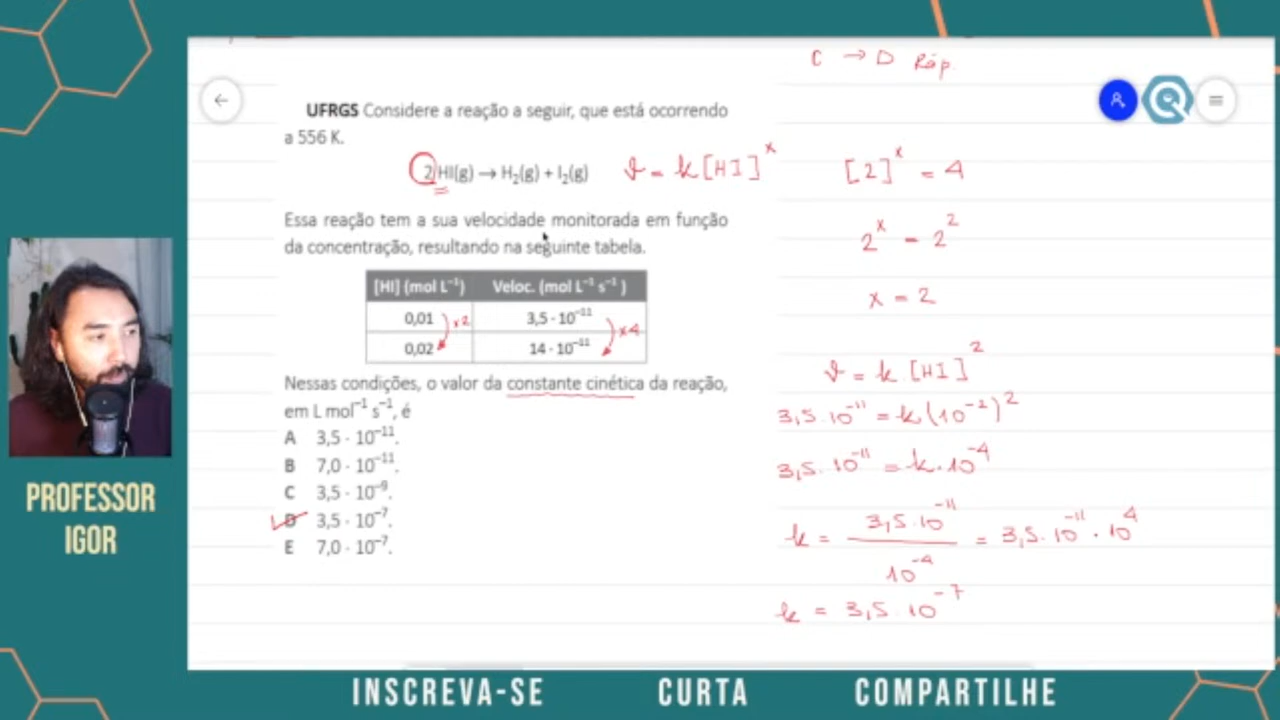 C → D Ráp.
UFRGS Considere a reação a seguir, que está ocorrendo
a 556 K.
2HI(g) → H₂(g) + I₂(g)
ϑ = k [HI]ˣ
Essa reação tem a sua velocidade monitorada em função
da concentração, resultando na seguinte tabela.
[HI] (mol L⁻¹) Veloc. (mol L⁻¹ s⁻¹)
0,01 3,5 · 10⁻¹¹
x2 x4
0,02 14 · 10⁻¹¹
Nessas condições, o valor da constante cinética da reação,
em L mol⁻¹ s⁻¹, é
A 3,5 · 10⁻¹¹.
B 7,0 · 10⁻¹¹.
C 3,5 · 10⁻⁹.
D 3,5 · 10⁻⁷.
E 7,0 · 10⁻⁷.
[2]ˣ = 4
2ˣ = 2²
x = 2
ϑ = k [HI]²
3,5 . 10⁻¹¹ = k (10⁻²)²
3,5 . 10⁻¹¹ = k . 10⁻⁴
k = 3,5 . 10⁻¹¹ / 10⁻⁴ = 3,5 . 10⁻¹¹ . 10⁴
k = 3,5 . 10⁻⁷
PROFESSOR
IGOR
INSCREVA-SE CURTA COMPARTILHE